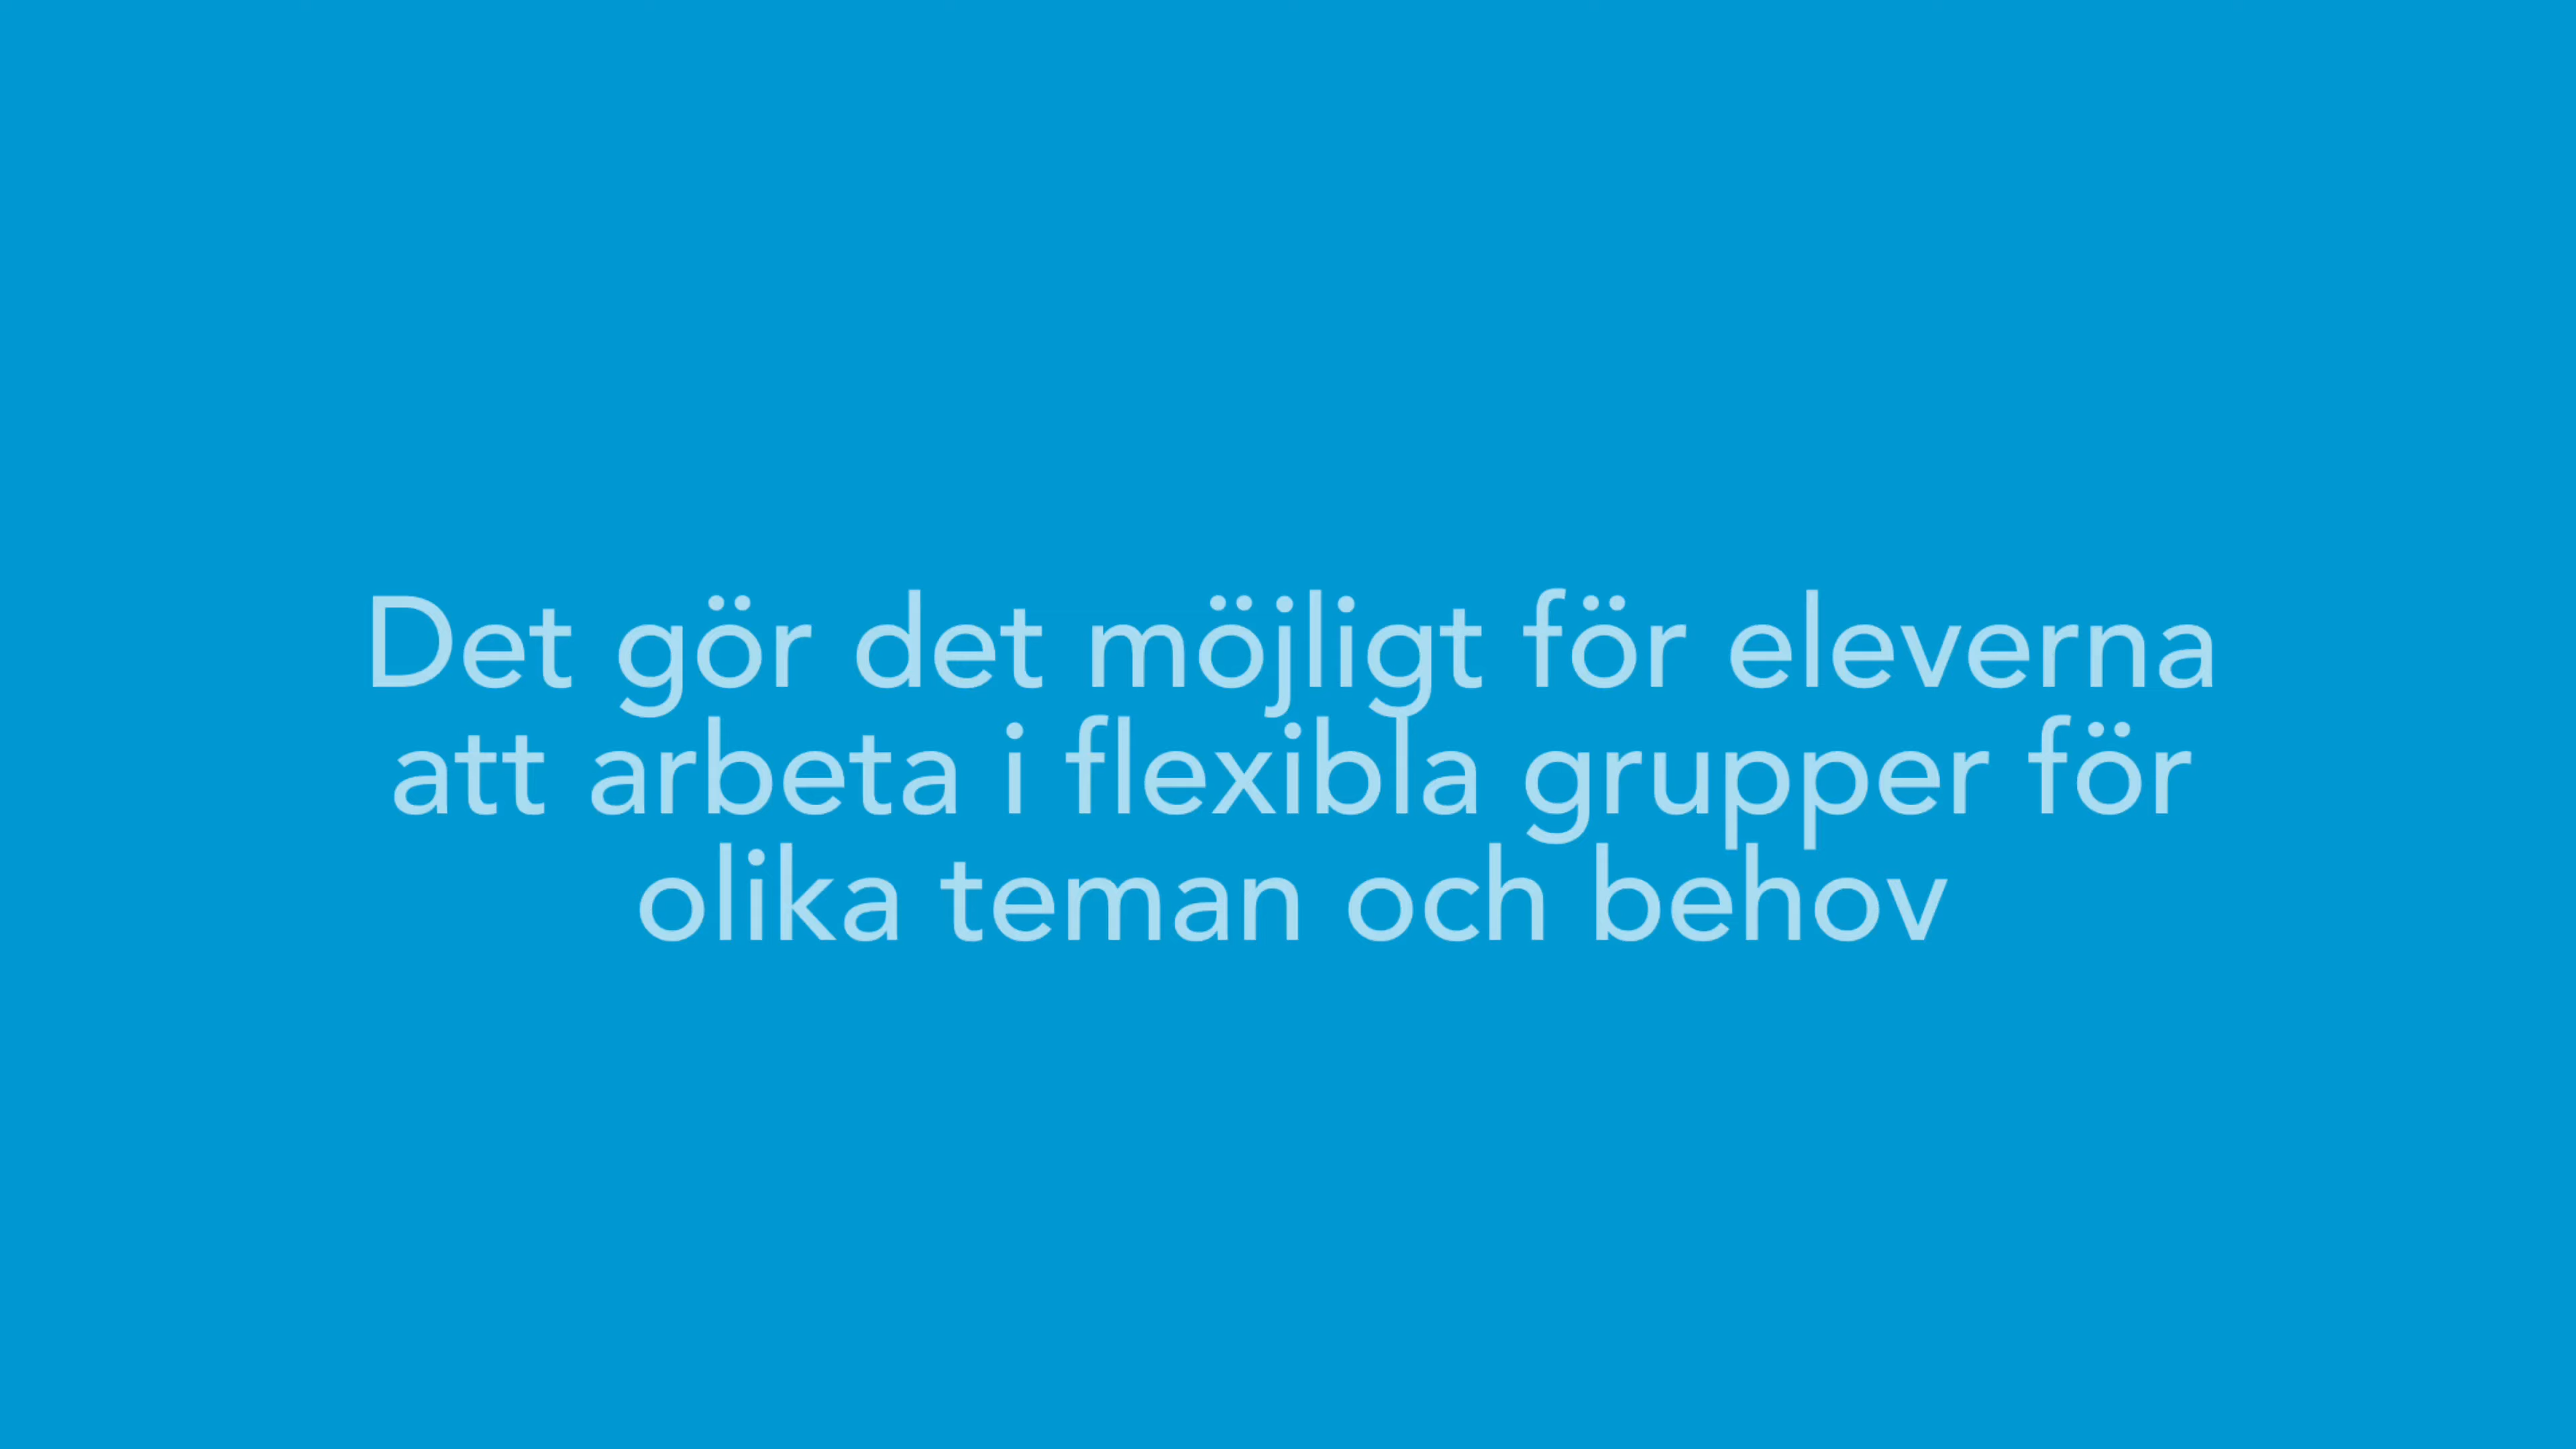 Det gör det möjligt för eleverna
att arbeta i flexibla grupper för
olika teman och behov